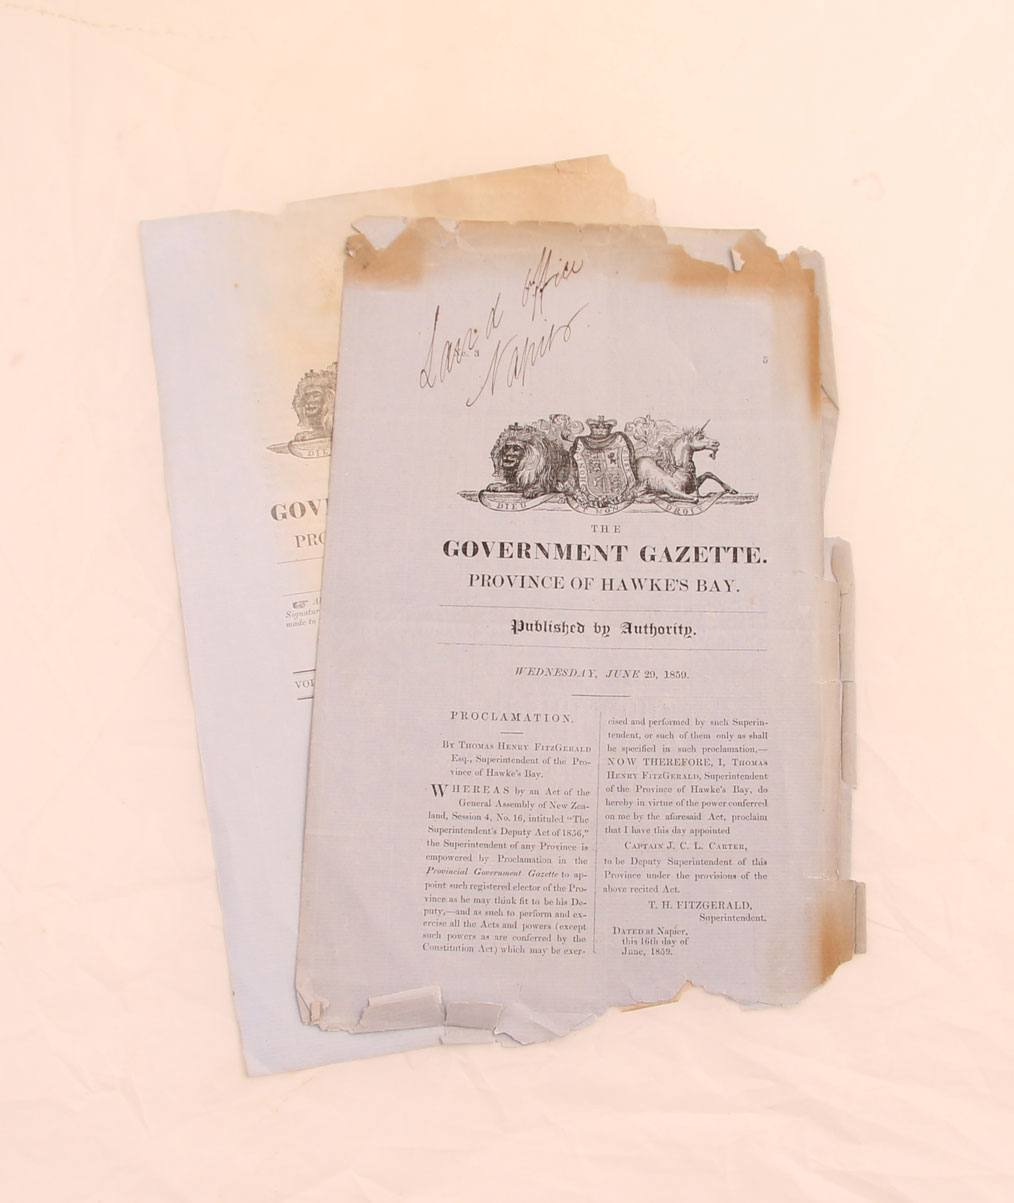 Land Office
Napier
No. 3
5
DIEU ET MON DROIT
THE
GOVERNMENT GAZETTE.
PROVINCE OF HAWKE'S BAY.
Published by Authority.
WEDNESDAY, JUNE 29, 1859.
PROCLAMATION.
By Thomas Henry FitzGerald
Esq., Superintendent of the Pro-
vince of Hawke's Bay.
WHEREAS by an Act of the
General Assembly of New Zea-
land, Session 4, No. 16, intituled "The
Superintendent's Deputy Act of 1856,"
the Superintendent of any Province is
empowered by Proclamation in the
Provincial Government Gazette to ap-
point such registered elector of the Pro-
vince as he may think fit to be his De-
puty,—and as such to perform and ex-
ercise all the Acts and powers (except
such powers as are conferred by the
Constitution Act) which may be exer-
cised and performed by such Superin-
tendent, or such of them only as shall
be specified in such proclamation,—
NOW THEREFORE, I, Thomas
Henry FitzGerald, Superintendent
of the Province of Hawke's Bay, do
hereby in virtue of the power conferred
on me by the aforesaid Act, proclaim
that I have this day appointed
Captain J. C. L. Carter,
to be Deputy Superintendent of this
Province under the provisions of the
above recited Act.
T. H. FITZGERALD,
Superintendent.
Dated at Napier,
this 16th day of
June, 1859.
DIE
GOV
PRO
Al
Signatur
made to
VOL